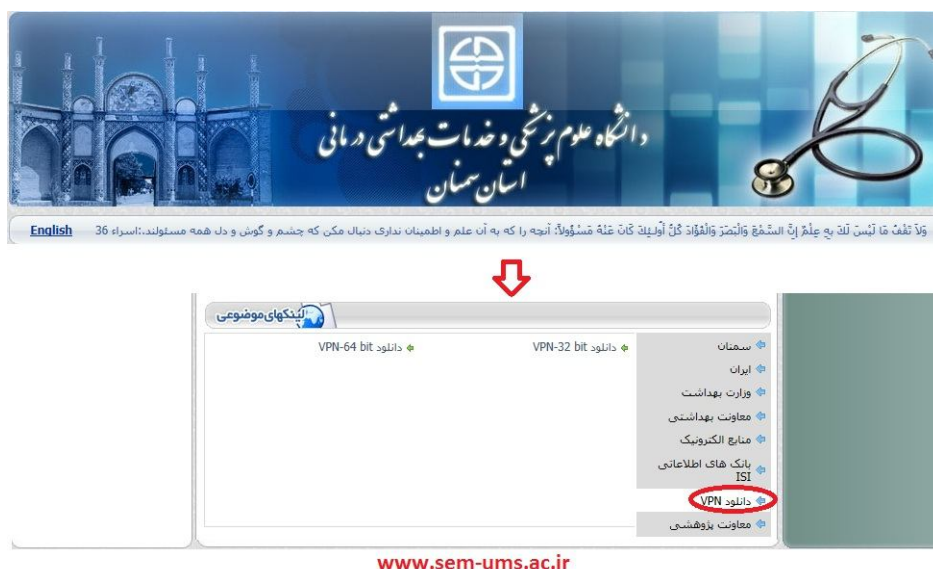 دانشگاه علوم پزشکی و خدمات بهداشتی درمانی
استان سمنان
وَلاَ تَقْفُ مَا لَيْسَ لَكَ بِهِ عِلْمٌ إِنَّ السَّمْعَ وَالْبَصَرَ وَالْفُؤَادَ كُلُّ أُولـئِكَ كَانَ عَنْهُ مَسْؤُولاً: آنچه را که به آن علم و اطمینان نداری دنبال مکن که چشم و گوش و دل همه مسئولند.:اسراء 36
English
لینکهای موضوعی
سمنان
دانلود VPN-32 bit
دانلود VPN-64 bit
ایران
وزارت بهداشت
معاونت بهداشتی
منابع الکترونیک
بانک های اطلاعاتی
ISI
دانلود VPN
معاونت پژوهشی
www.sem-ums.ac.ir